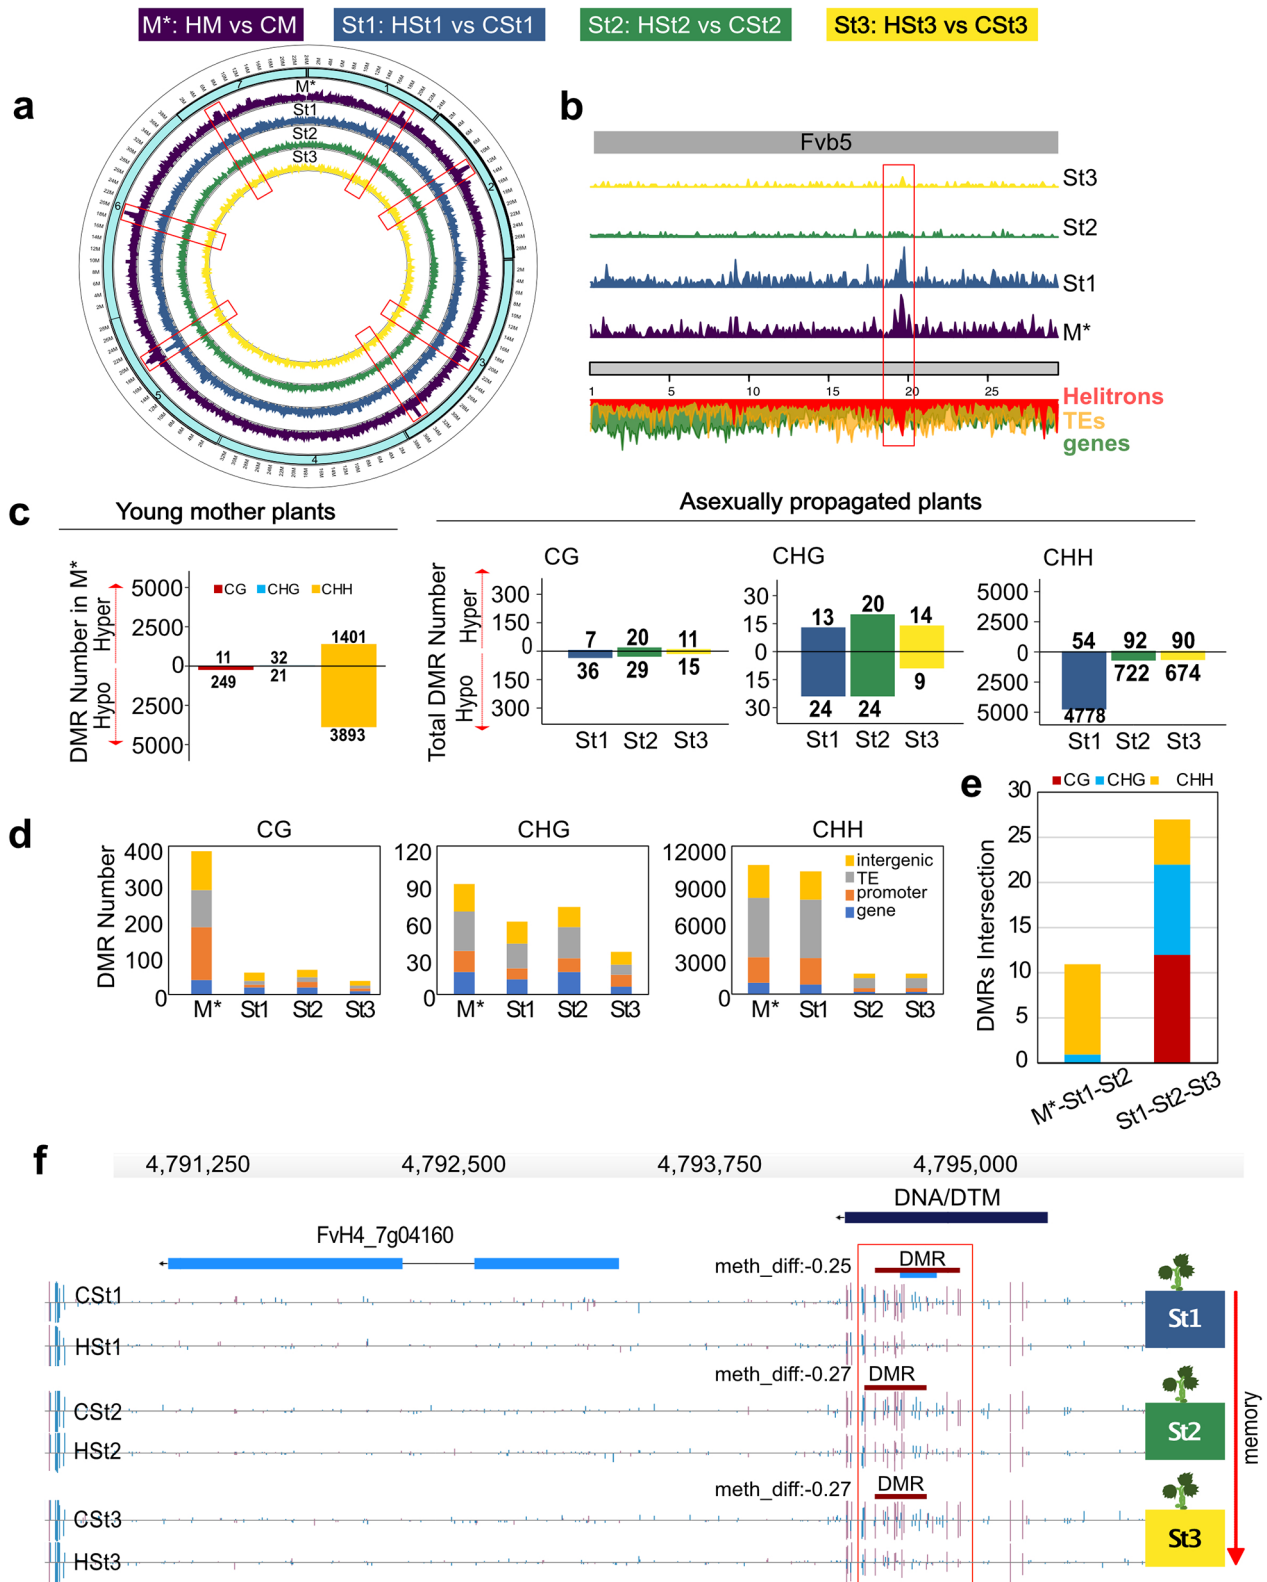 M*: HM vs CM
St1: HSt1 vs CSt1
St2: HSt2 vs CSt2
St3: HSt3 vs CSt3
a
M*
St1
St2
St3
1
2
3
4
5
6
7
b
Fvb5
St3
St2
St1
M*
1 5 10 15 20 25
Helitrons
TEs
genes
c
Young mother plants
DMR Number in M*
Hypo Hyper
5000
2500
0
2500
5000
CG CHG CHH
11 32 1401
249 21 3893
Asexually propagated plants
Total DMR Number
Hypo Hyper
CG
300
150
0
150
300
7 20 11
36 29 15
St1 St2 St3
CHG
30
15
0
15
30
13 20 14
24 24 9
St1 St2 St3
CHH
5000
2500
0
2500
5000
54 92 90
4778 722 674
St1 St2 St3
d
DMR Number
CG
400
300
200
100
0
M* St1 St2 St3
CHG
120
90
60
30
0
M* St1 St2 St3
CHH
12000
9000
6000
3000
0
intergenic
TE
promoter
gene
M* St1 St2 St3
e
CG CHG CHH
DMRs Intersection
30
25
20
15
10
5
0
M*-St1-St2
St1-St2-St3
f
4,791,250 4,792,500 4,793,750 4,795,000
DNA/DTM
FvH4_7g04160
meth_diff:-0.25 DMR
CSt1
HSt1
St1
meth_diff:-0.27 DMR
CSt2
HSt2
St2
meth_diff:-0.27 DMR
CSt3
HSt3
St3
memory